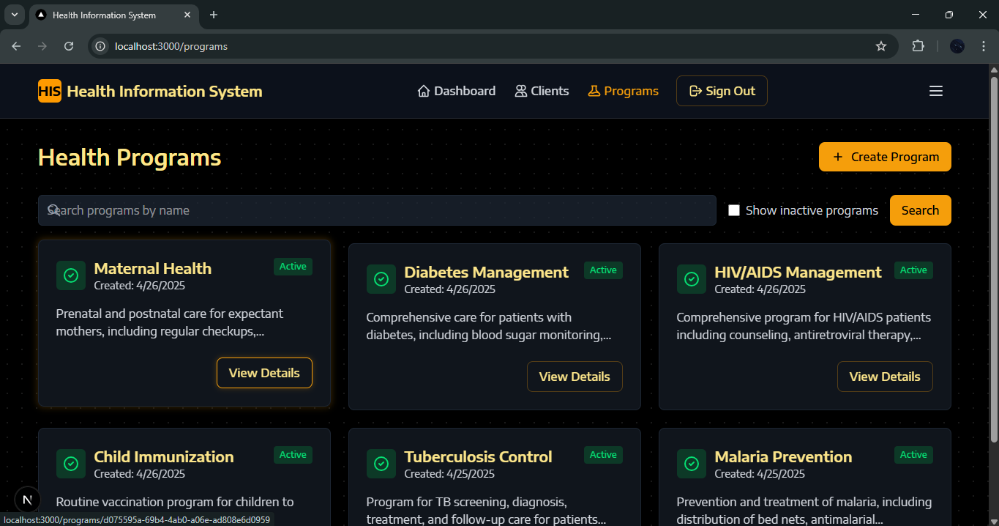 Health Information System
localhost:3000/programs
HIS Health Information System
Dashboard Clients Programs Sign Out
Health Programs
+ Create Program
Search programs by name
Show inactive programs
Search
Maternal Health
Active
Created: 4/26/2025
Prenatal and postnatal care for expectant
mothers, including regular checkups,...
View Details
Diabetes Management
Active
Created: 4/26/2025
Comprehensive care for patients with
diabetes, including blood sugar monitoring,...
View Details
HIV/AIDS Management
Active
Created: 4/26/2025
Comprehensive program for HIV/AIDS patients
including counseling, antiretroviral therapy,...
View Details
Child Immunization
Active
Created: 4/26/2025
Routine vaccination program for children to
Tuberculosis Control
Active
Created: 4/25/2025
Program for TB screening, diagnosis,
treatment, and follow-up care for patients...
Malaria Prevention
Active
Created: 4/25/2025
Prevention and treatment of malaria, including
distribution of bed nets, antimalarial...
N
localhost:3000/programs/d075595a-69b4-4ab0-a06e-ad808e6d0959